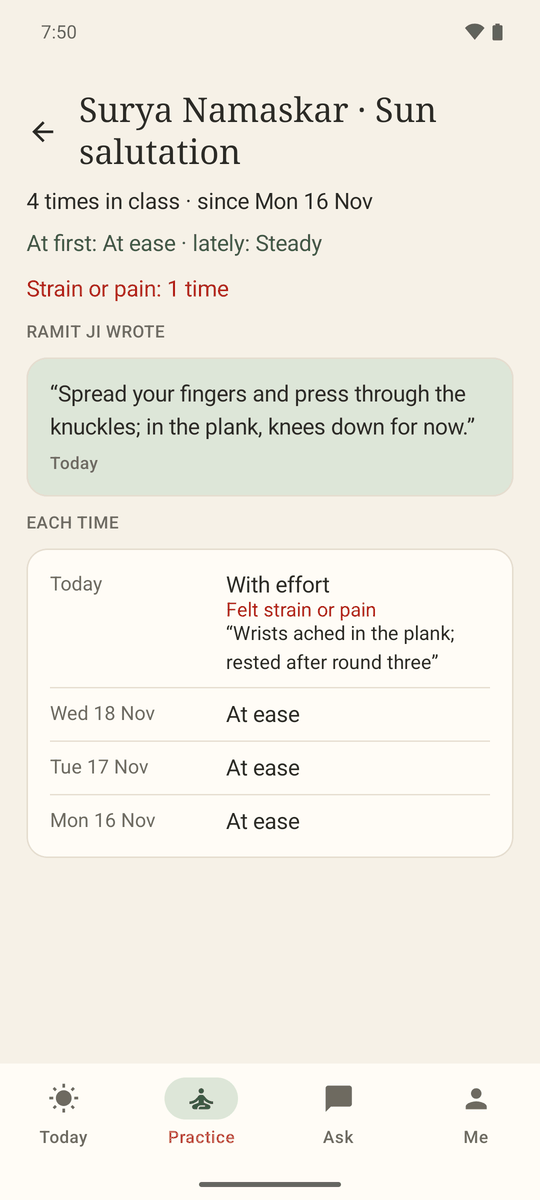 7:50
Surya Namaskar · Sun
salutation
4 times in class · since Mon 16 Nov
At first: At ease · lately: Steady
Strain or pain: 1 time
RAMIT JI WROTE
“Spread your fingers and press through the
knuckles; in the plank, knees down for now.”
Today
EACH TIME
Today
With effort
Felt strain or pain
“Wrists ached in the plank;
rested after round three”
Wed 18 Nov
At ease
Tue 17 Nov
At ease
Mon 16 Nov
At ease
Today
Practice
Ask
Me